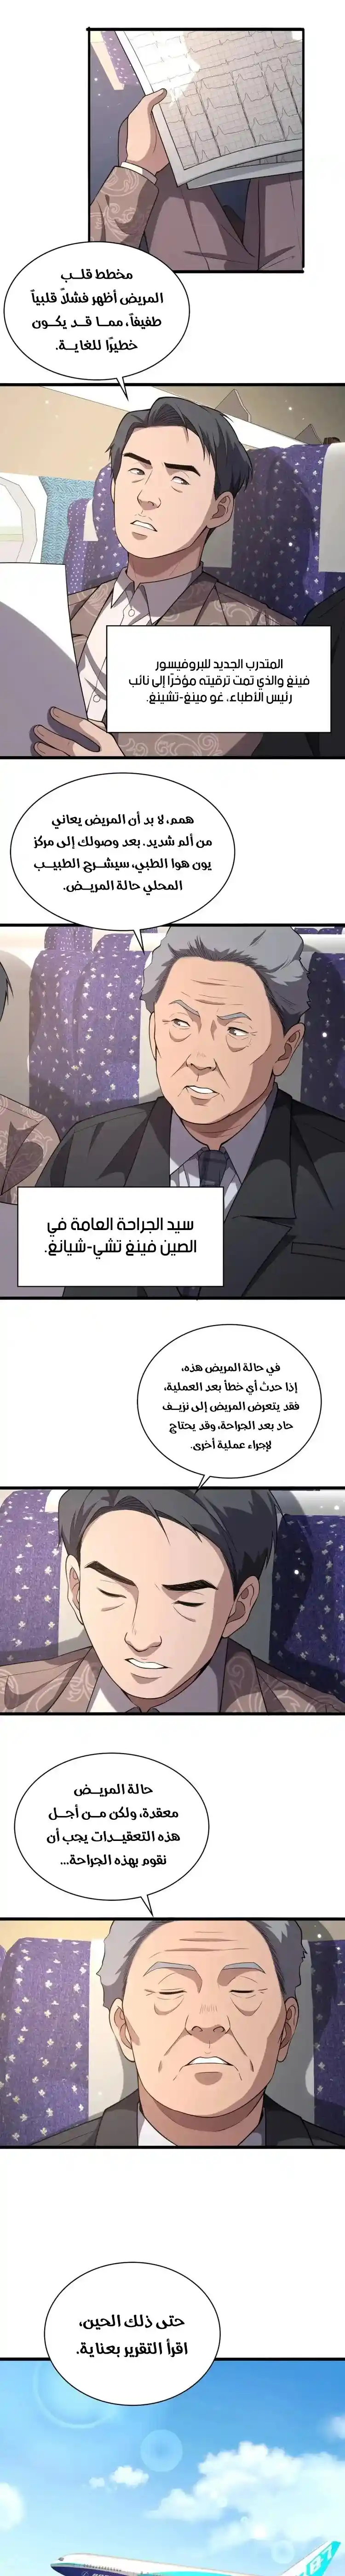 مخطط قلب
المريض أظهر فشلاً قلبياً
طفيفاً، مما قد يكون
خطيرًا للغاية.
المتدرب الجديد للبروفيسور
فينغ والذي تمت ترقيته مؤخرًا إلى نائب
رئيس الأطباء، غو مينغ-تشينغ.
همم، لا بد أن المريض يعاني
من ألم شديد. بعد وصولك إلى مركز
يون هوا الطبي، سيشرح الطبيب
المحلي حالة المريض.
سيد الجراحة العامة في
الصين فينغ تشي-شيانغ.
في حالة المريض هذه،
إذا حدث أي خطأ بعد العملية،
فقد يتعرض المريض إلى نزيف
حاد بعد الجراحة، وقد يحتاج
لإجراء عملية أخرى.
حالة المريض
معقدة، ولكن من أجل
هذه التعقيدات يجب أن
نقوم بهذه الجراحة...
حتى ذلك الحين،
اقرأ التقرير بعناية.